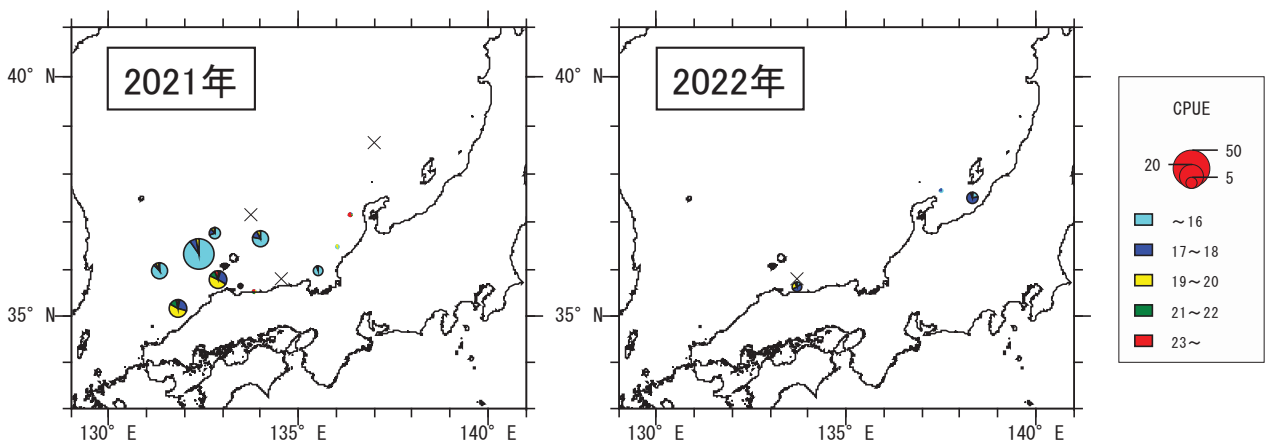 2021年
2022年
40° N
35° N
130° E
135° E
140° E
40° N
35° N
130° E
135° E
140° E
CPUE
50
20
5
～16
17～18
19～20
21～22
23～